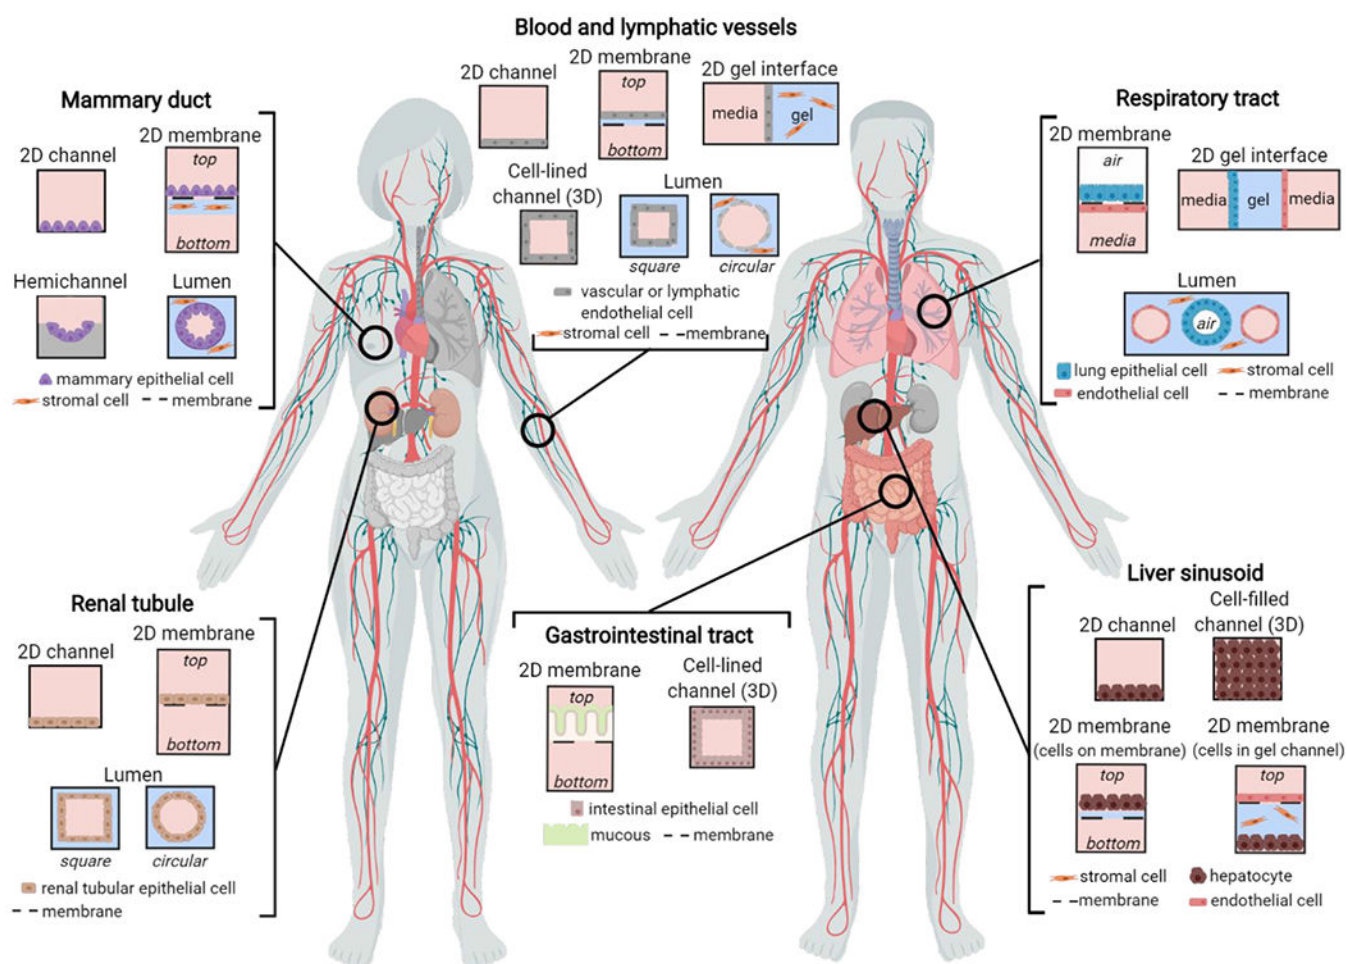 Blood and lymphatic vessels
2D channel
2D membrane
top
bottom
2D gel interface
media
gel
Cell-lined
channel (3D)
Lumen
square
circular
vascular or lymphatic
endothelial cell
stromal cell
membrane
Mammary duct
2D channel
2D membrane
top
bottom
Hemichannel
Lumen
mammary epithelial cell
stromal cell
membrane
Respiratory tract
2D membrane
air
media
2D gel interface
media
gel
media
Lumen
air
lung epithelial cell
stromal cell
endothelial cell
membrane
Renal tubule
2D channel
2D membrane
top
bottom
Lumen
square
circular
renal tubular epithelial cell
membrane
Gastrointestinal tract
2D membrane
top
bottom
Cell-lined
channel (3D)
intestinal epithelial cell
mucous
membrane
Liver sinusoid
2D channel
Cell-filled
channel (3D)
2D membrane
(cells on membrane)
top
bottom
2D membrane
(cells in gel channel)
top
stromal cell
hepatocyte
membrane
endothelial cell